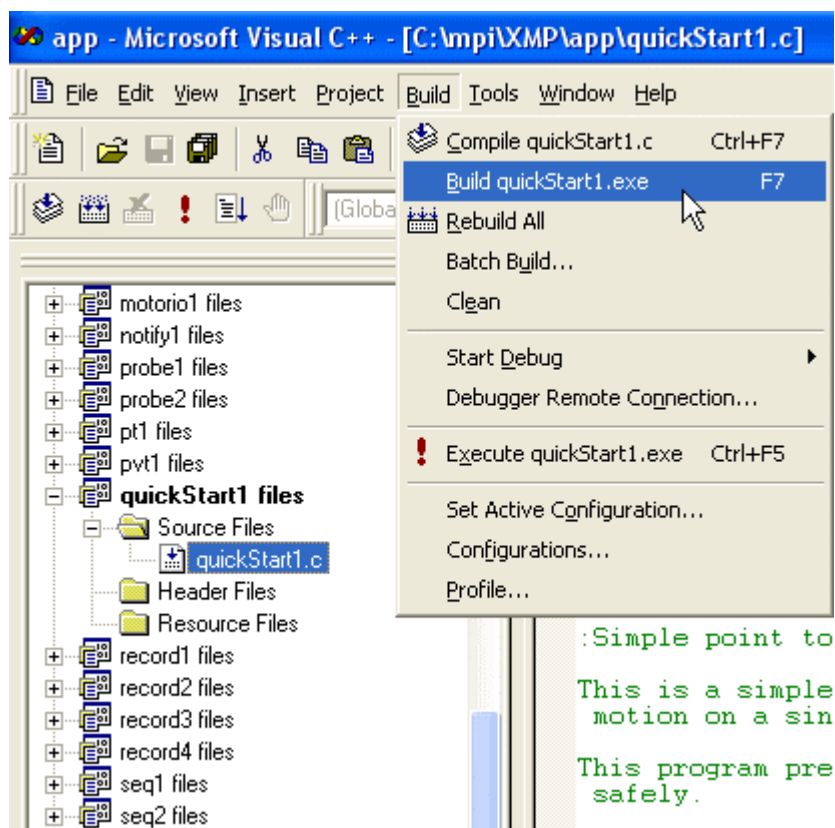 app - Microsoft Visual C++ - [C:\mpi\XMP\app\quickStart1.c]
File Edit View Insert Project Build Tools Window Help
Compile quickStart1.c Ctrl+F7
Build quickStart1.exe F7
(Globa
Rebuild All
Batch Build...
Clean
Start Debug
Debugger Remote Connection...
Execute quickStart1.exe Ctrl+F5
Set Active Configuration...
Configurations...
Profile...
motorio1 files
notify1 files
probe1 files
probe2 files
pt1 files
pvt1 files
quickStart1 files
Source Files
quickStart1.c
Header Files
Resource Files
record1 files
record2 files
record3 files
record4 files
seq1 files
seq2 files
:Simple point to
This is a simple
motion on a sin
This program pre
safely.